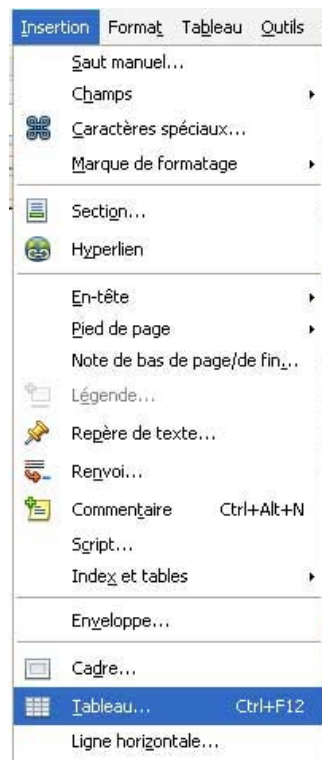 Insertion Format Tableau Outils
Saut manuel...
Champs
Caractères spéciaux...
Marque de formatage
Section...
Hyperlien
En-tête
Pied de page
Note de bas de page/de fin...
Légende...
Repère de texte...
Renvoi...
Commentaire Ctrl+Alt+N
Script...
Index et tables
Enveloppe...
Cadre...
Tableau... Ctrl+F12
Ligne horizontale...